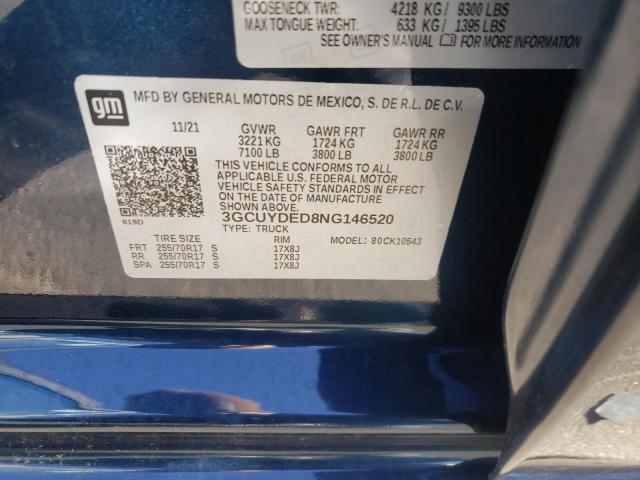 GOOSENECK TWR: 4218 KG / 9300 LBS
MAX TONGUE WEIGHT: 633 KG / 1395 LBS
SEE OWNER'S MANUAL FOR MORE INFORMATION
gm
MFD BY GENERAL MOTORS DE MEXICO, S. DE R.L. DE C.V.
11/21 GVWR GAWR FRT GAWR RR
3221 KG 1724 KG 1724 KG
7100 LB 3800 LB 3800 LB
THIS VEHICLE CONFORMS TO ALL
APPLICABLE U.S. FEDERAL MOTOR
VEHICLE SAFETY STANDARDS IN EFFECT
ON THE DATE OF MANUFACTURE
SHOWN ABOVE.
619D
3GCUYDED8NG146520
TYPE: TRUCK MODEL: 80CK10543
TIRE SIZE RIM
FRT 255/70R17 S 17X8J
RR 255/70R17 S 17X8J
SPA 255/70R17 S 17X8J